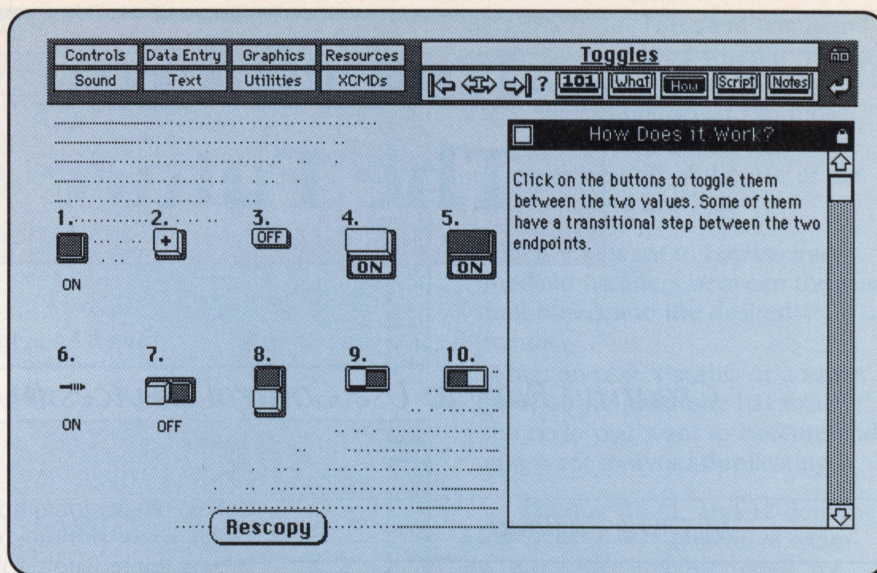 Controls Data Entry Graphics Resources
Sound Text Utilities XCMDs
Toggles
? 101 What How Script Notes
How Does it Work?
Click on the buttons to toggle them
between the two values. Some of them
have a transitional step between the two
endpoints.
1. 2. 3. 4. 5.
+ OFF ON ON
ON
6. 7. 8. 9. 10.
ON OFF
Rescopy